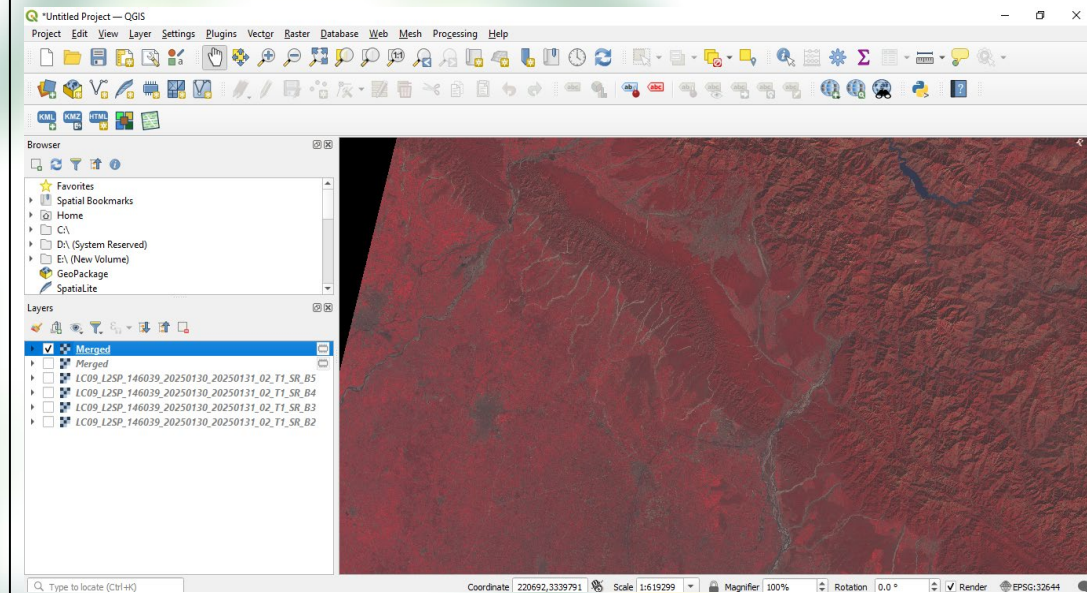 *Untitled Project — QGIS
Project Edit View Layer Settings Plugins Vector Raster Database Web Mesh Processing Help
KML KMZ HTML
Browser
Favorites
Spatial Bookmarks
Home
C:\
D:\ (System Reserved)
E:\ (New Volume)
GeoPackage
SpatiaLite
Layers
Merged
Merged
LC09_L2SP_146039_20250130_20250131_02_T1_SR_B5
LC09_L2SP_146039_20250130_20250131_02_T1_SR_B4
LC09_L2SP_146039_20250130_20250131_02_T1_SR_B3
LC09_L2SP_146039_20250130_20250131_02_T1_SR_B2
Type to locate (Ctrl+K) Coordinate 220692,3339791 Scale 1:619299 Magnifier 100% Rotation 0.0 ° Render EPSG:32644